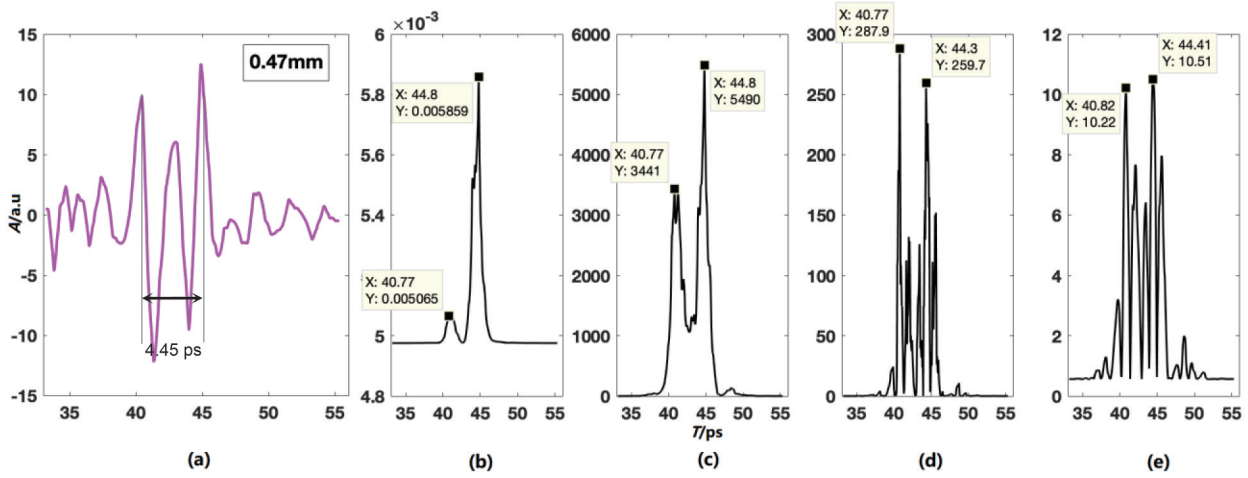 0.47mm
15
10
5
0
-5
-10
-15
A/a.u
35
40
45
50
55
4.45 ps
(a)
×10⁻³
6
5.8
5.6
5.4
5.2
5
4.8
X: 44.8
Y: 0.005859
X: 40.77
Y: 0.005065
35
40
45
50
55
(b)
6000
5000
4000
3000
2000
1000
0
X: 44.8
Y: 5490
X: 40.77
Y: 3441
35
40
45
50
55
T/ps
(c)
300
250
200
150
100
50
0
X: 40.77
Y: 287.9
X: 44.3
Y: 259.7
35
40
45
50
55
(d)
12
10
8
6
4
2
0
X: 44.41
Y: 10.51
X: 40.82
Y: 10.22
35
40
45
50
55
(e)